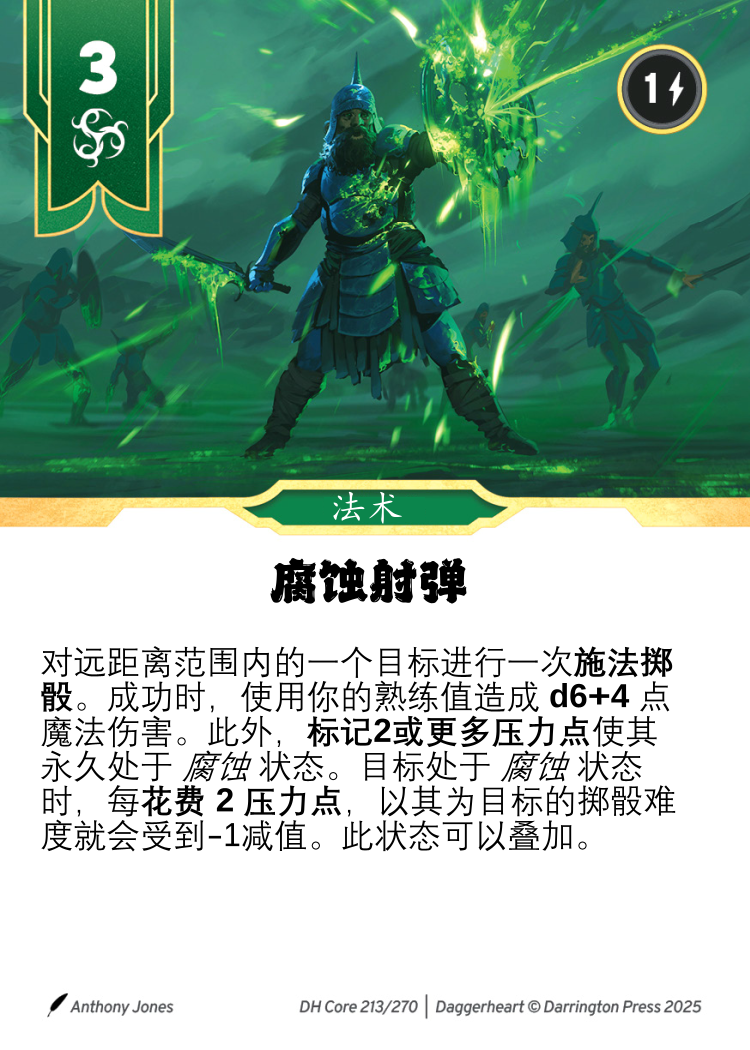 3
1
法术
腐蚀射弹
对远距离范围内的一个目标进行一次施法掷
骰。成功时，使用你的熟练值造成 d6+4 点
魔法伤害。此外，标记2或更多压力点使其
永久处于 腐蚀 状态。目标处于 腐蚀 状态
时，每花费 2 压力点，以其为目标的掷骰难
度就会受到-1减值。此状态可以叠加。
Anthony Jones
DH Core 213/270 | Daggerheart © Darrington Press 2025